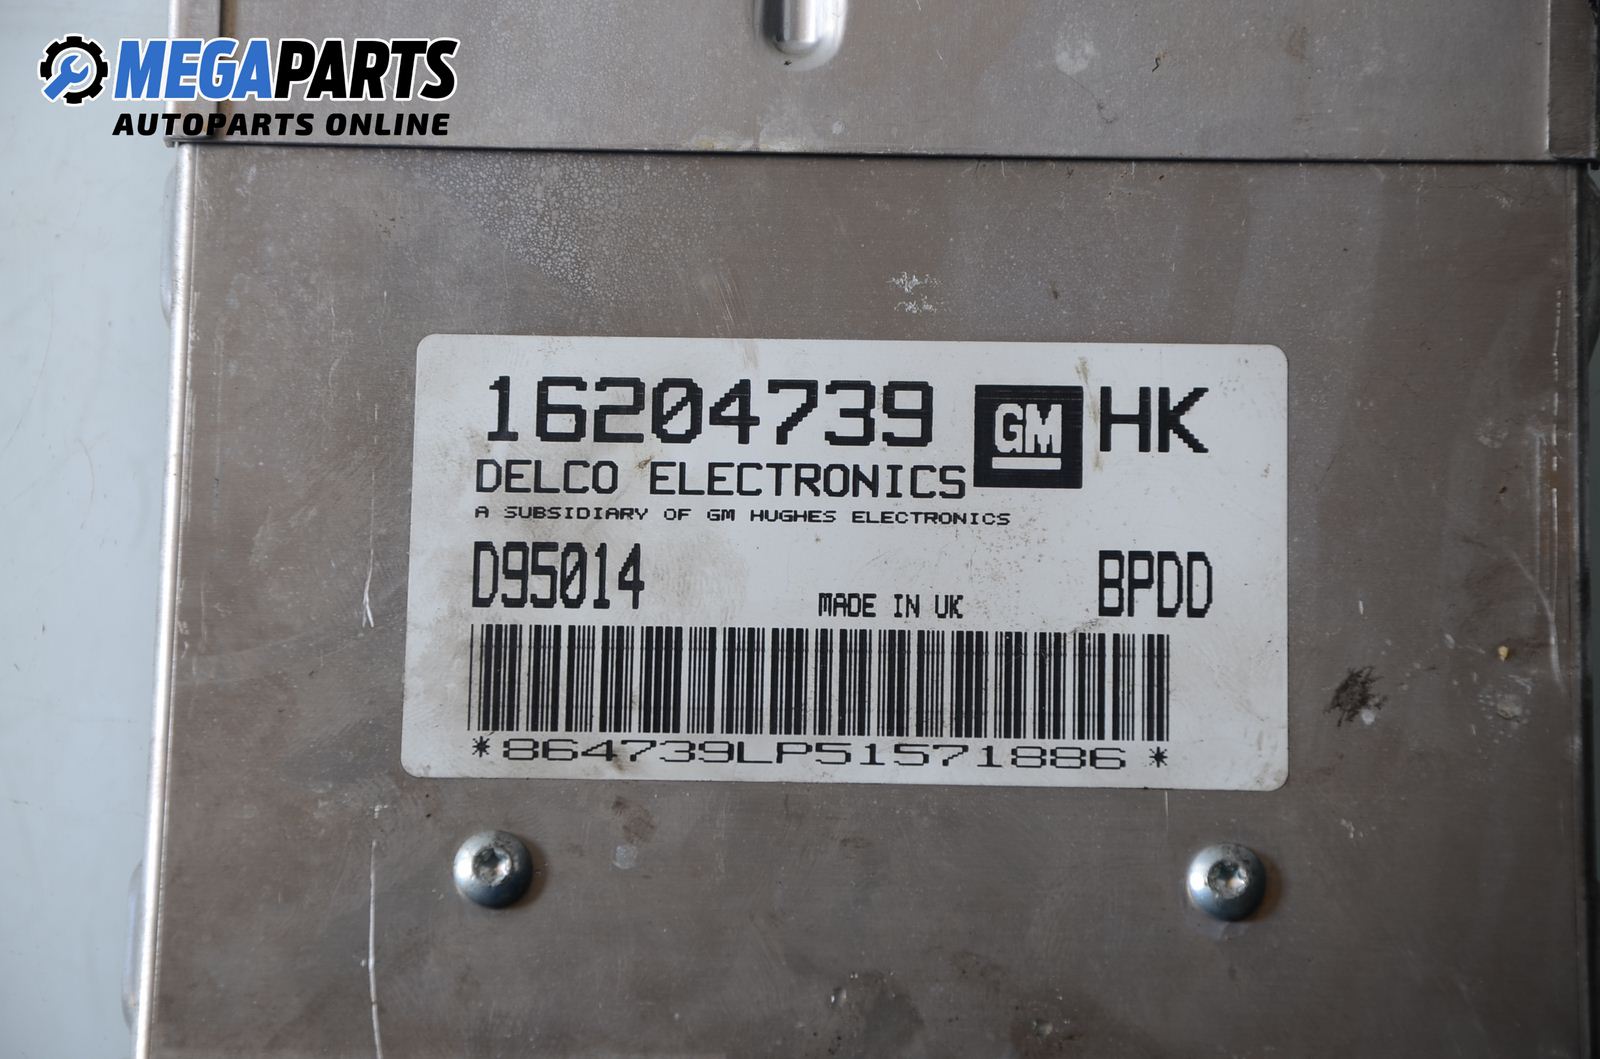 MEGAPARTS
AUTOPARTS ONLINE
16204739 GM HK
DELCO ELECTRONICS
A SUBSIDIARY OF GM HUGHES ELECTRONICS
D95014 MADE IN UK BPDD
*864739LP51571886*